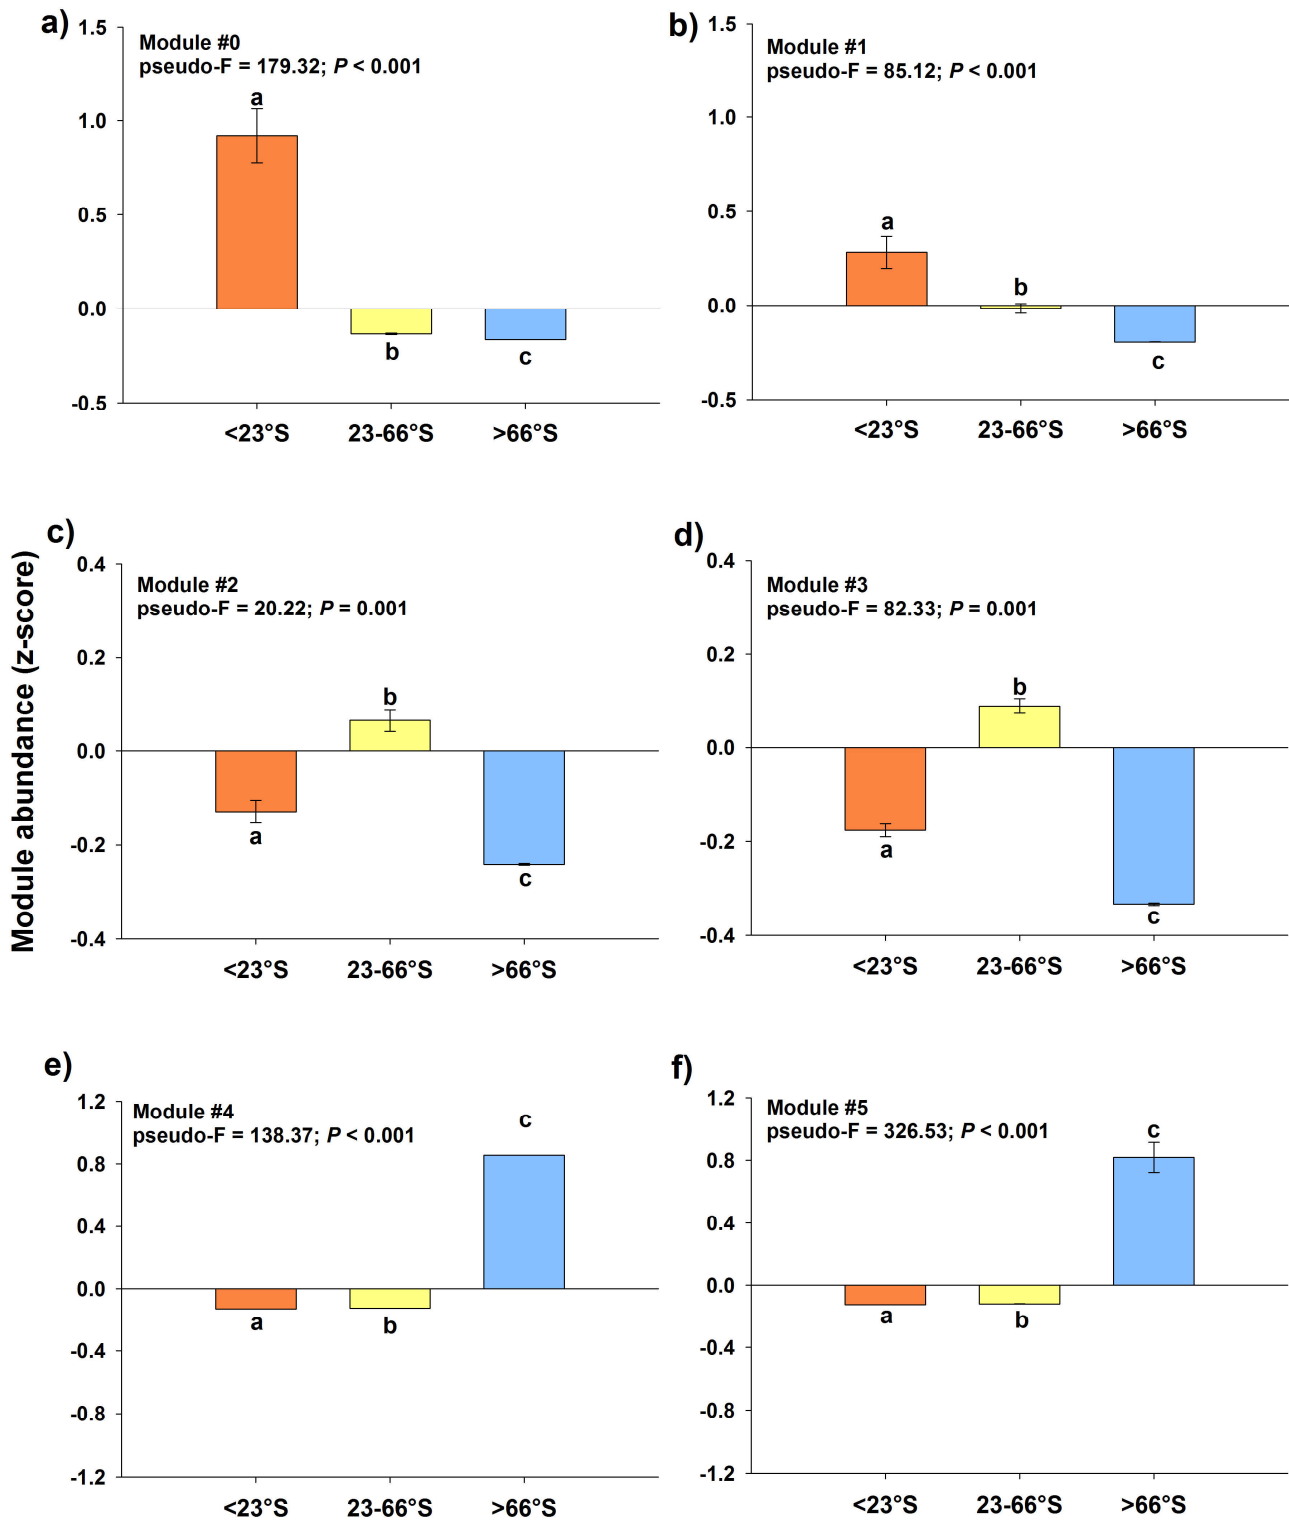 a)
Module #0
pseudo-F = 179.32; P < 0.001
1.5
1.0
0.5
0.0
-0.5
a
b
c
<23°S 23-66°S >66°S
b)
Module #1
pseudo-F = 85.12; P < 0.001
1.5
1.0
0.5
0.0
-0.5
a
b
c
<23°S 23-66°S >66°S
Module abundance (z-score)
c)
Module #2
pseudo-F = 20.22; P = 0.001
0.4
0.2
0.0
-0.2
-0.4
a
b
c
<23°S 23-66°S >66°S
d)
Module #3
pseudo-F = 82.33; P = 0.001
0.4
0.2
0.0
-0.2
-0.4
a
b
c
<23°S 23-66°S >66°S
e)
Module #4
pseudo-F = 138.37; P < 0.001
1.2
0.8
0.4
0.0
-0.4
-0.8
-1.2
a
b
c
<23°S 23-66°S >66°S
f)
Module #5
pseudo-F = 326.53; P < 0.001
1.2
0.8
0.4
0.0
-0.4
-0.8
-1.2
a
b
c
<23°S 23-66°S >66°S